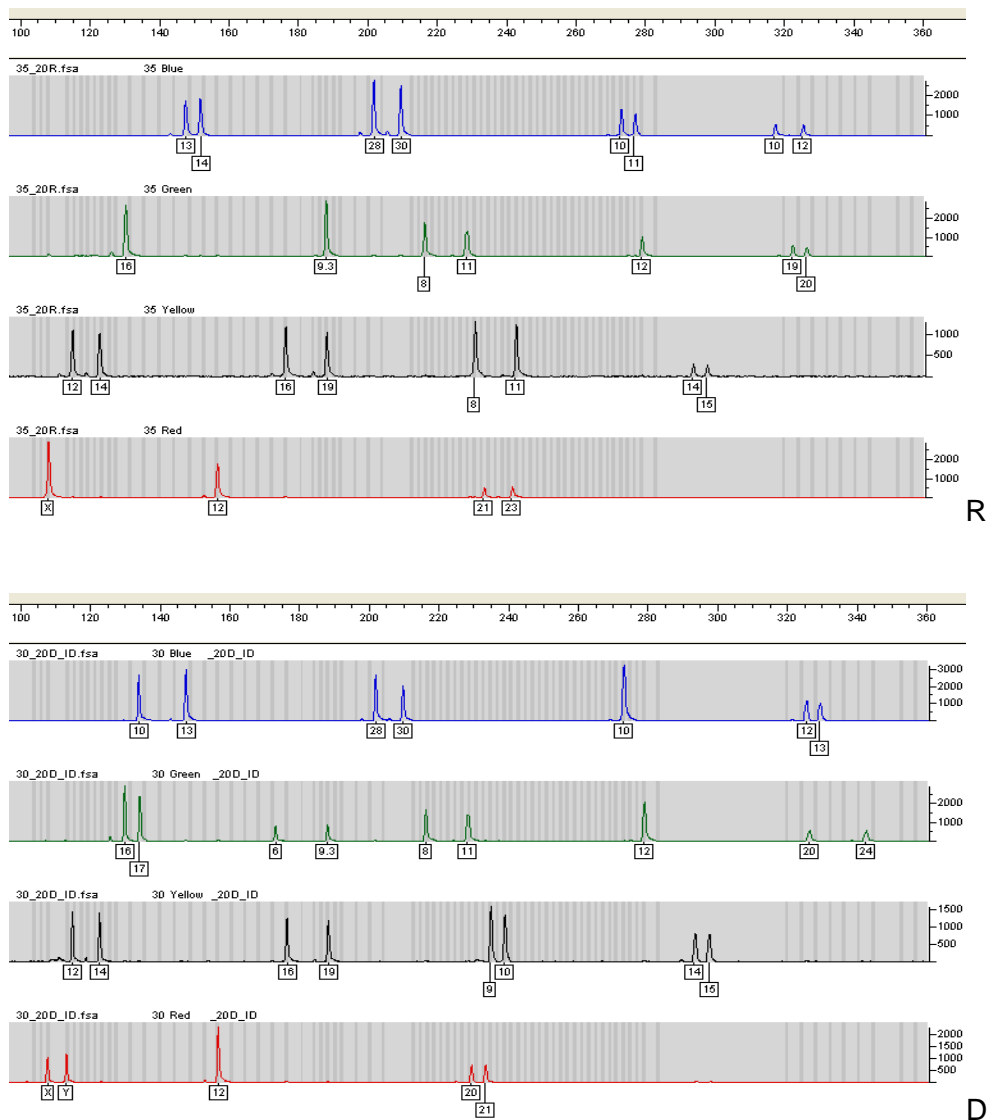 100 120 140 160 180 200 220 240 260 280 300 320 340 360
35_20R.fsa 35 Blue
2000
1000
13 28 30 10 10 12
14 11
35_20R.fsa 35 Green
2000
1000
16 9.3 11 12 19
8 20
35_20R.fsa 35 Yellow
1000
500
12 14 16 19 11 14
8 15
35_20R.fsa 35 Red
2000
1000
X 12 21 23
R
100 120 140 160 180 200 220 240 260 280 300 320 340 360
30_20D_ID.fsa 30 Blue _20D_ID
3000
2000
1000
10 13 28 30 10 12
13
30_20D_ID.fsa 30 Green _20D_ID
2000
1000
16 6 9.3 8 11 12 20 24
17
30_20D_ID.fsa 30 Yellow _20D_ID
1500
1000
500
12 14 16 19 10 14
9 15
30_20D_ID.fsa 30 Red _20D_ID
2000
1500
1000
500
X Y 12 20
21
D